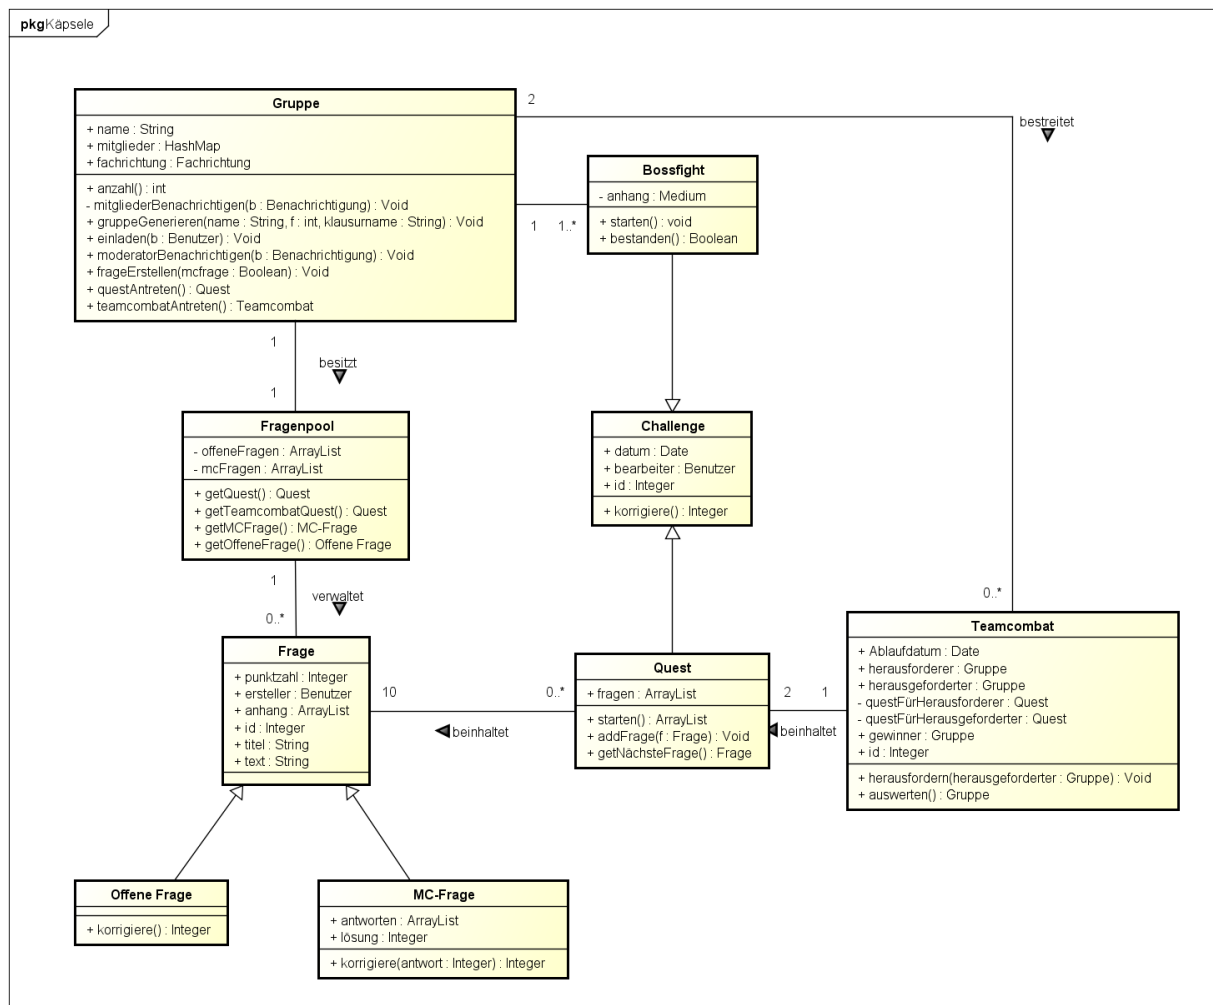 pkg Käpsele
Gruppe
+ name : String
+ mitglieder : HashMap
+ fachrichtung : Fachrichtung
+ anzahl() : int
- mitgliederBenachrichtigen(b : Benachrichtigung) : Void
+ gruppeGenerieren(name : String, f : int, klausurname : String) : Void
+ einladen(b : Benutzer) : Void
+ moderatorBenachrichtigen(b : Benachrichtigung) : Void
+ frageErstellen(mcfrage : Boolean) : Void
+ questAntreten() : Quest
+ teamcombatAntreten() : Teamcombat
2
bestreitet
Bossfight
- anhang : Medium
+ starten() : void
+ bestanden() : Boolean
1
1..*
1
besitzt
1
Fragenpool
- offeneFragen : ArrayList
- mcFragen : ArrayList
+ getQuest() : Quest
+ getTeamcombatQuest() : Quest
+ getMCFrage() : MC-Frage
+ getOffeneFrage() : Offene Frage
Challenge
+ datum : Date
+ bearbeiter : Benutzer
+ id : Integer
+ korrigiere() : Integer
1
verwaltet
0..*
0..*
Frage
+ punktzahl : Integer
+ ersteller : Benutzer
+ anhang : ArrayList
+ id : Integer
+ titel : String
+ text : String
10
0..*
beinhaltet
Quest
+ fragen : ArrayList
+ starten() : ArrayList
+ addFrage(f : Frage) : Void
+ getNächsteFrage() : Frage
2
1
beinhaltet
Teamcombat
+ Ablaufdatum : Date
+ herausforderer : Gruppe
+ herausgeforderter : Gruppe
- questFürHerausforderer : Quest
- questFürHerausgeforderter : Quest
+ gewinner : Gruppe
+ id : Integer
+ herausfordern(herausgeforderter : Gruppe) : Void
+ auswerten() : Gruppe
Offene Frage
+ korrigiere() : Integer
MC-Frage
+ antworten : ArrayList
+ lösung : Integer
+ korrigiere(antwort : Integer) : Integer